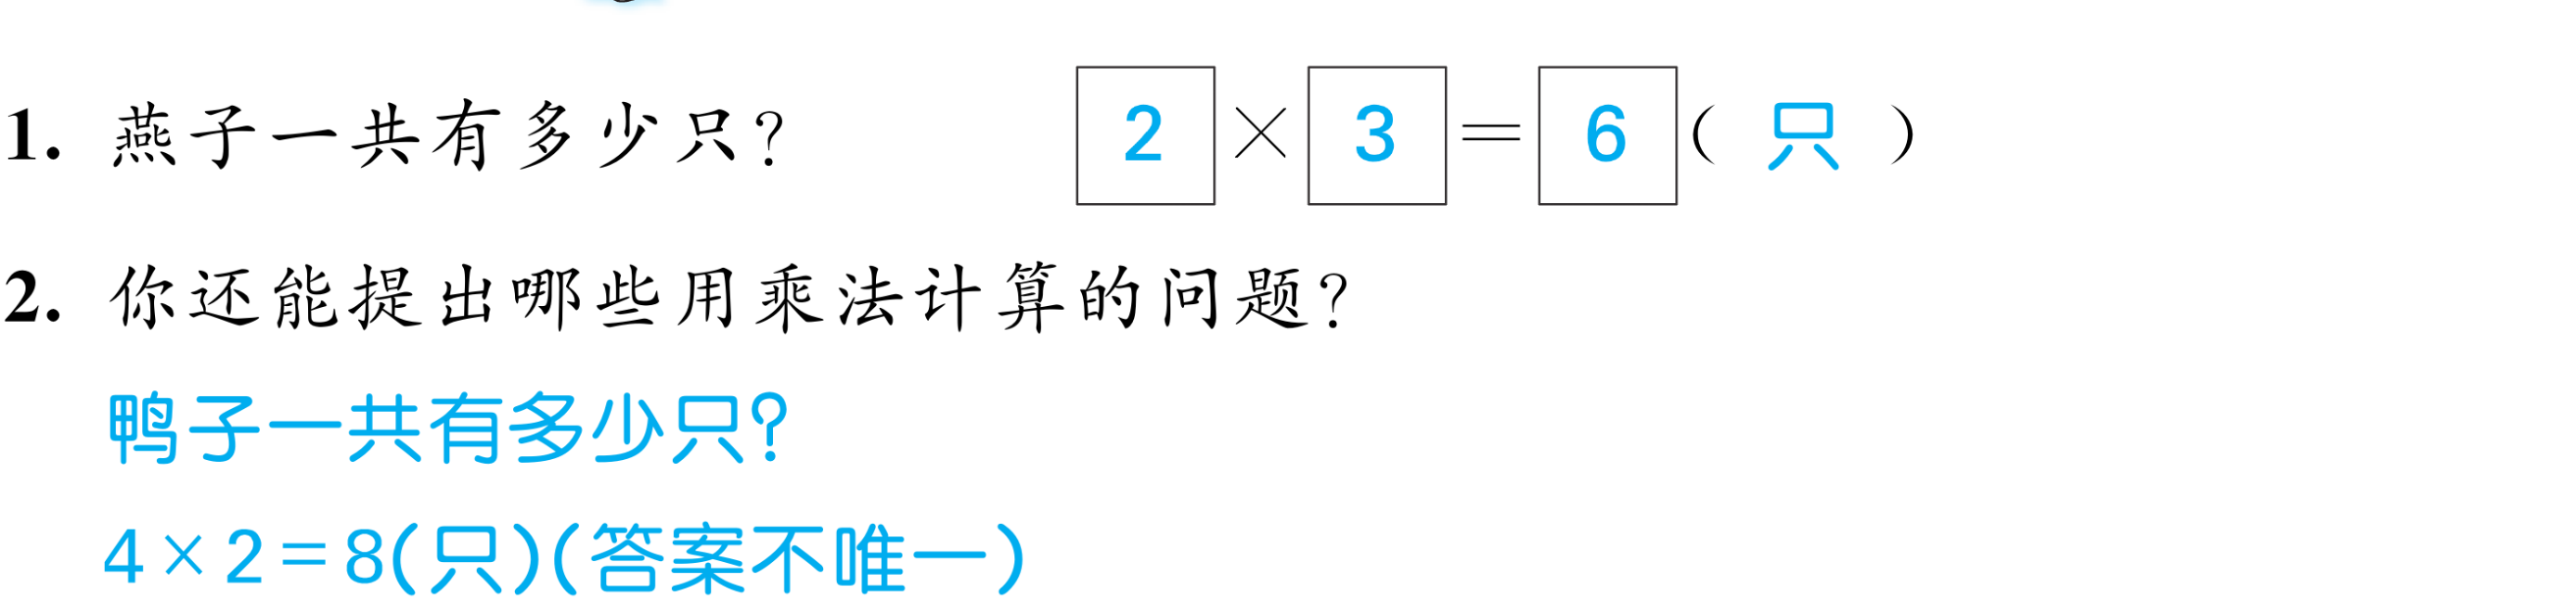 1. 燕子一共有多少只？ 2×3=6(只)
2. 你还能提出哪些用乘法计算的问题？
鸭子一共有多少只？
4×2=8(只)(答案不唯一)